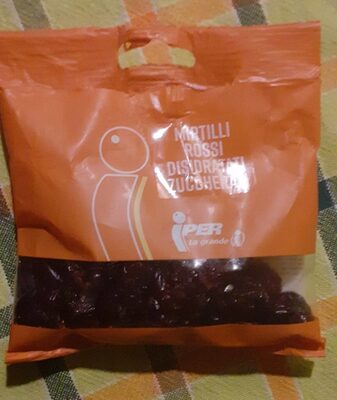 MIRTILLI
ROSSI
DISIDRATATI
ZUCCHERATI
iPER
La grande i